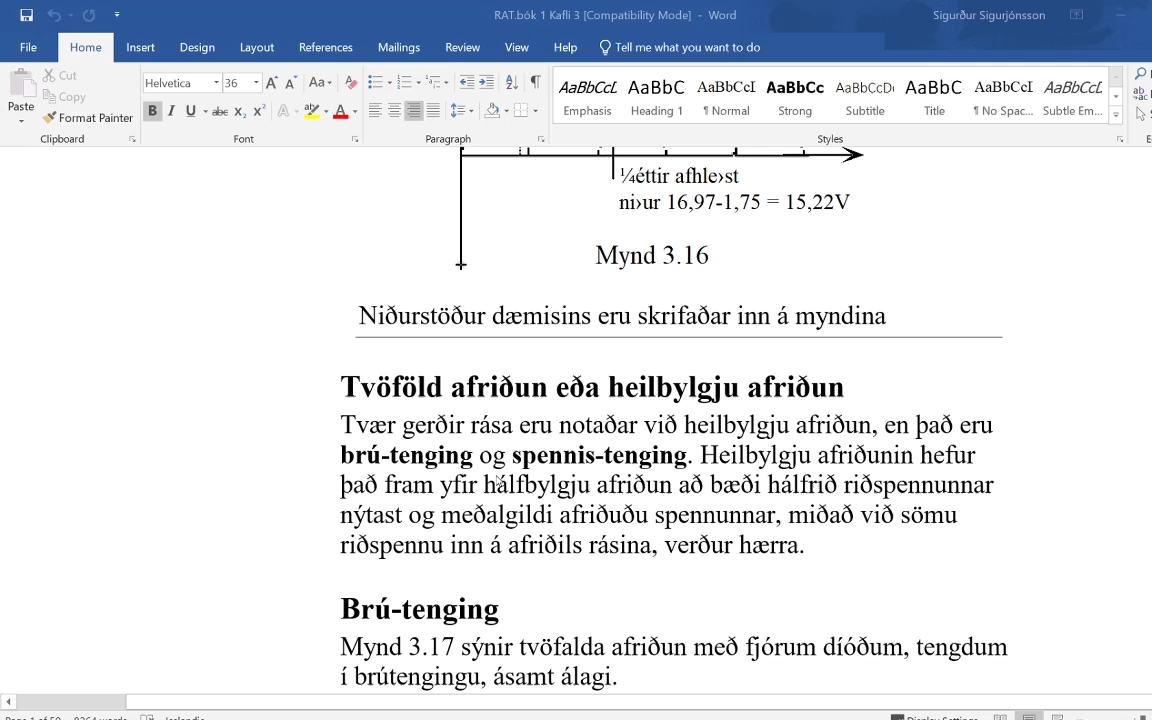 RAT.bók 1 Kafli 3 [Compatibility Mode] - Word
Sigurður Sigurjónsson
File Home Insert Design Layout References Mailings Review View Help Tell me what you want to do
Paste
Cut
Copy
Format Painter
Clipboard
Helvetica 36
Font
Paragraph
AaBbCcL AaBbC AaBbCcI AaBbCc AaBbCcDc AaBbC AaBbCcI AaBbCcL
Emphasis Heading 1 ¶ Normal Strong Subtitle Title ¶ No Spac... Subtle Em...
Styles
¼éttir afhle›st
ni›ur 16,97-1,75 = 15,22V
Mynd 3.16
Niðurstöður dæmisins eru skrifaðar inn á myndina
Tvöföld afriðun eða heilbylgju afriðun
Tvær gerðir rása eru notaðar við heilbylgju afriðun, en það eru
brú-tenging og spennis-tenging. Heilbylgju afriðunin hefur
það fram yfir hálfbylgju afriðun að bæði hálfrið riðspennunnar
nýtast og meðalgildi afriðuðu spennunnar, miðað við sömu
riðspennu inn á afriðils rásina, verður hærra.
Brú-tenging
Mynd 3.17 sýnir tvöfalda afriðun með fjórum díóðum, tengdum
í brútengingu, ásamt álagi.